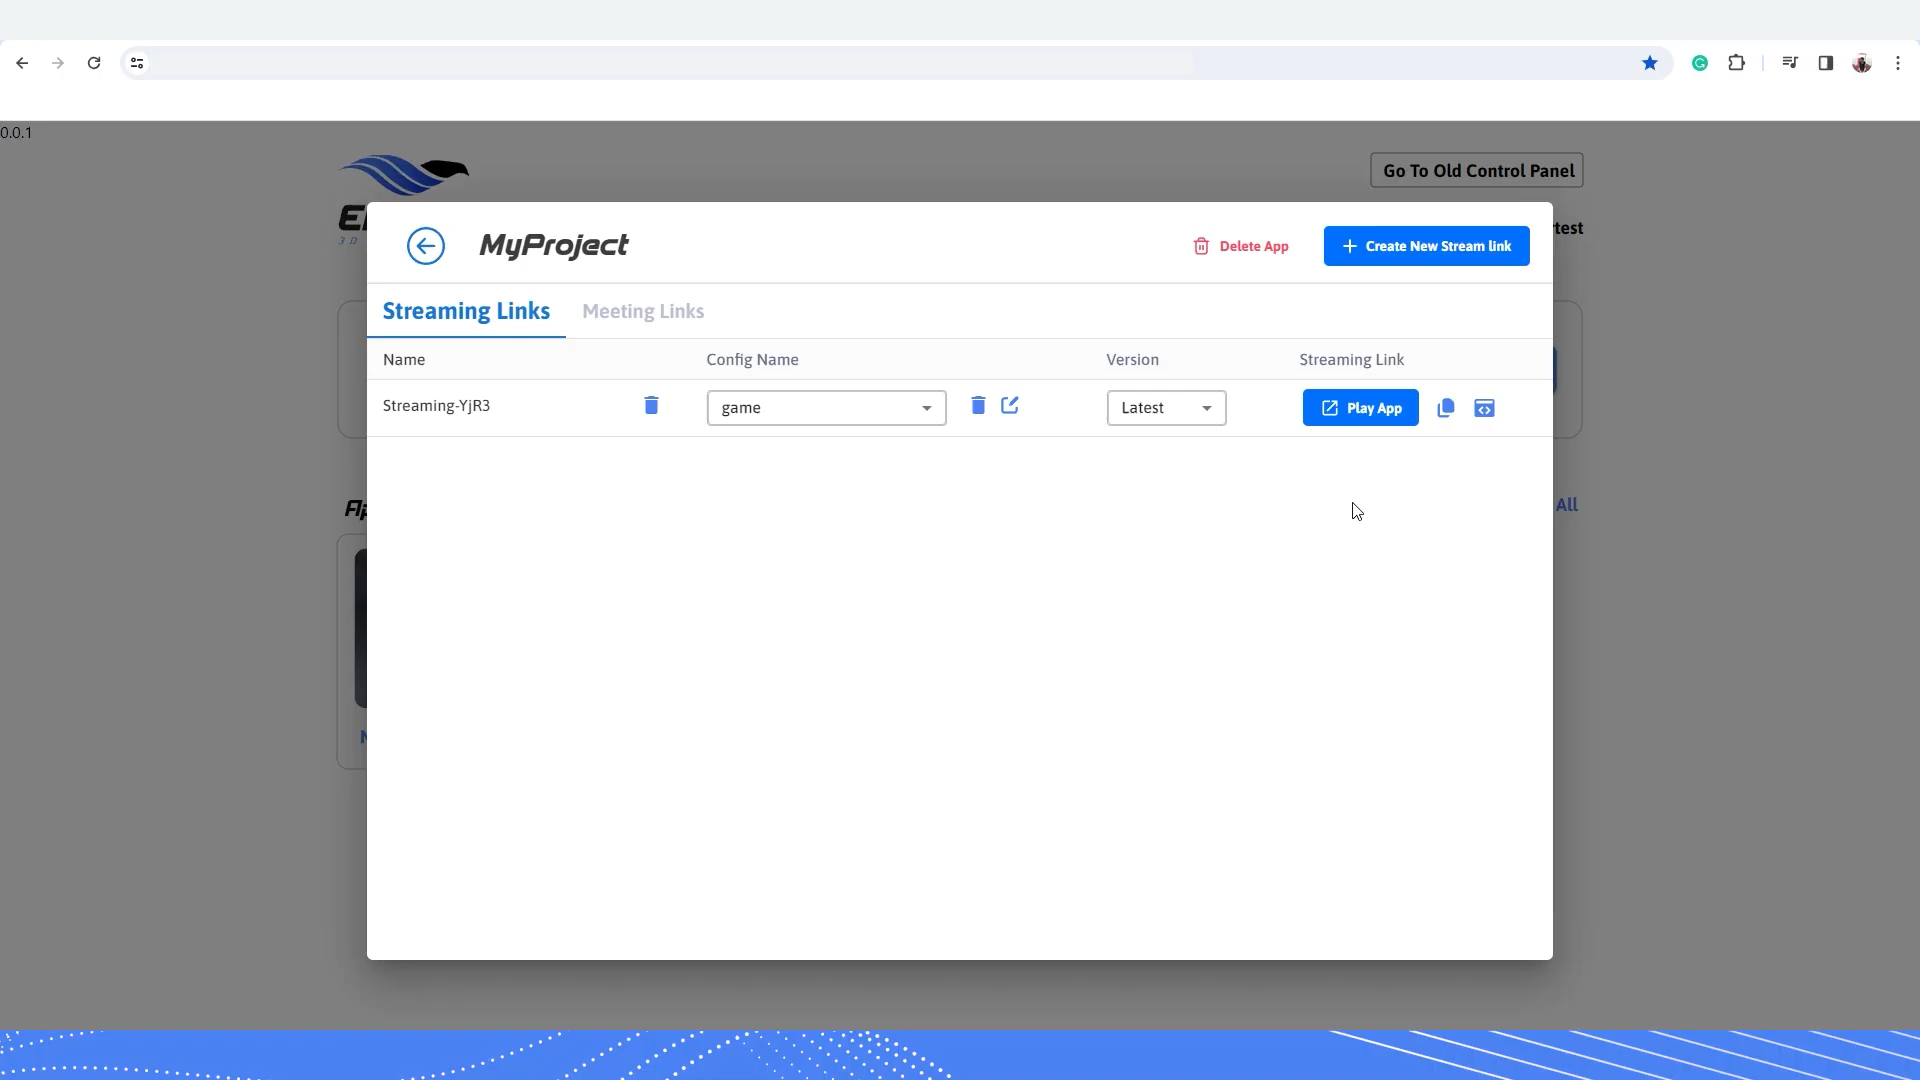 0.0.1
Go To Old Control Panel
3 D
MyProject
Delete App
Create New Stream link
Streaming Links
Meeting Links
Name
Config Name
Version
Streaming Link
Streaming-YjR3
game
Latest
Play App
All